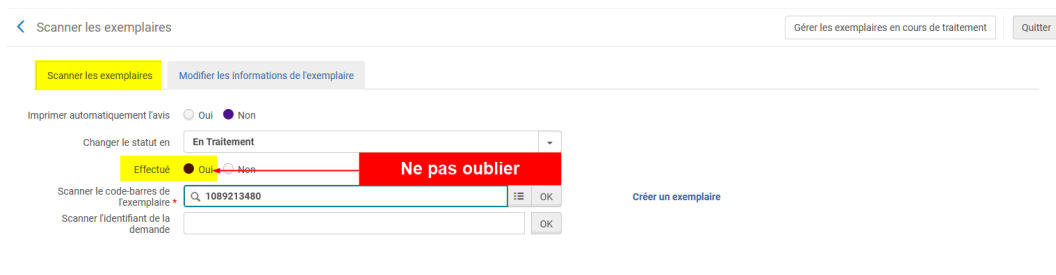 Scanner les exemplaires
Gérer les exemplaires en cours de traitement
Quitter
Scanner les exemplaires
Modifier les informations de l'exemplaire
Imprimer automatiquement l'avis
Oui
Non
Changer le statut en
En Traitement
Effectué
Oui
Non
Ne pas oublier
Scanner le code-barres de
l'exemplaire *
1089213480
OK
Créer un exemplaire
Scanner l'identifiant de la
demande
OK